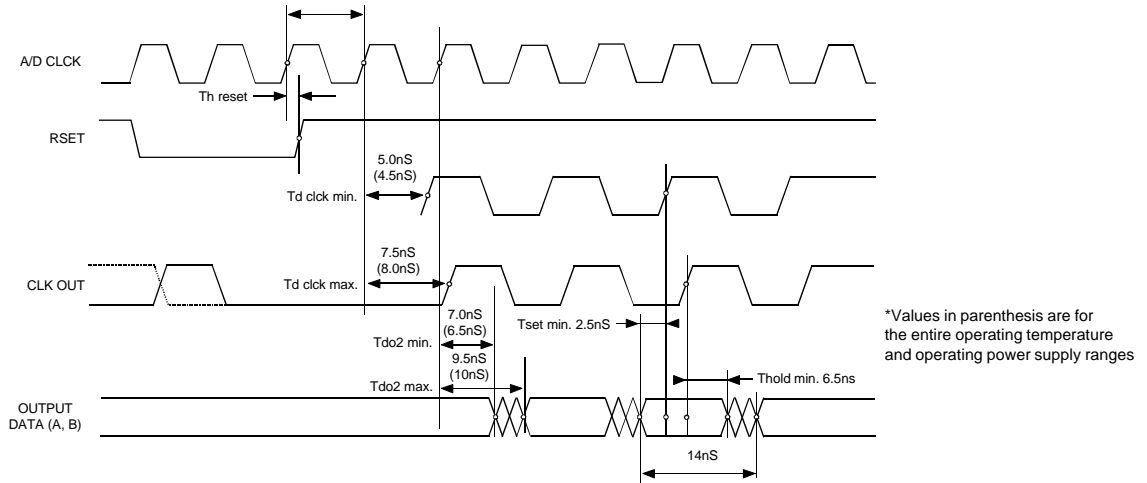 A/D CLCK
Th reset
RSET
5.0nS
(4.5nS)
Td clck min.
7.5nS
(8.0nS)
CLK OUT
Td clck max.
7.0nS
(6.5nS)
Tset min. 2.5nS
Tdo2 min.
9.5nS
(10nS)
Tdo2 max.
Thold min. 6.5ns
OUTPUT
DATA (A, B)
14nS
*Values in parenthesis are for
the entire operating temperature
and operating power supply ranges